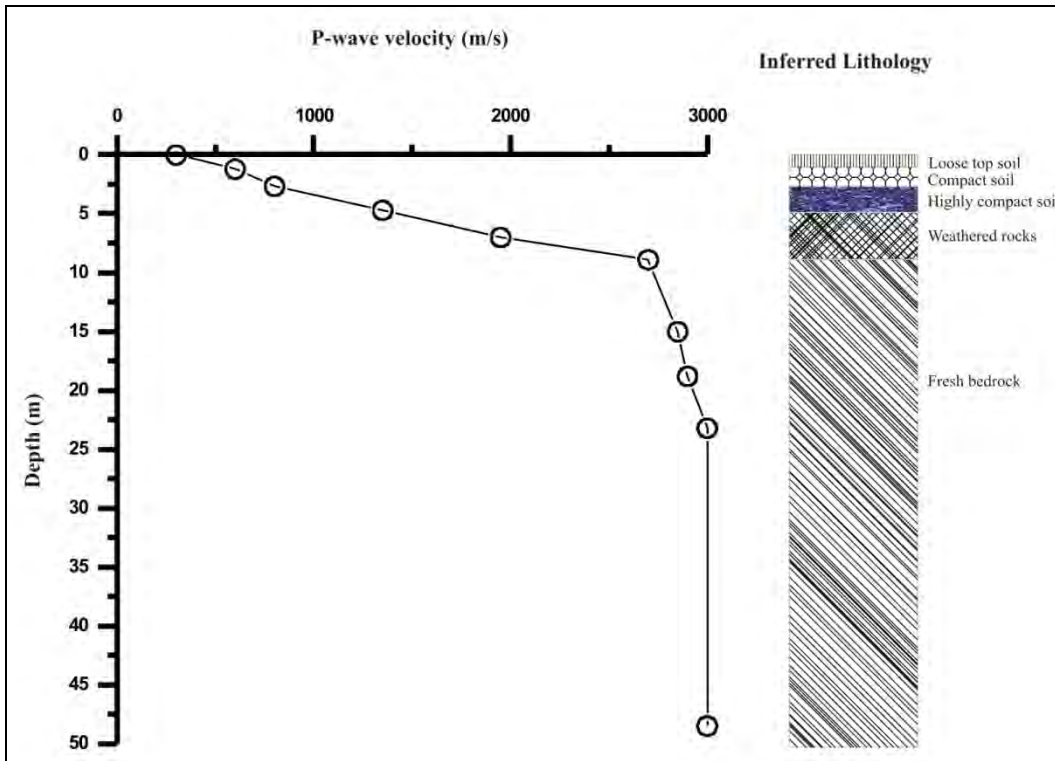 P-wave velocity (m/s)
Inferred Lithology
0 1000 2000 3000
0
5
10
15
20
25
30
35
40
45
50
Depth (m)
Loose top soil
Compact soil
Highly compact soi
Weathered rocks
Fresh bedrock